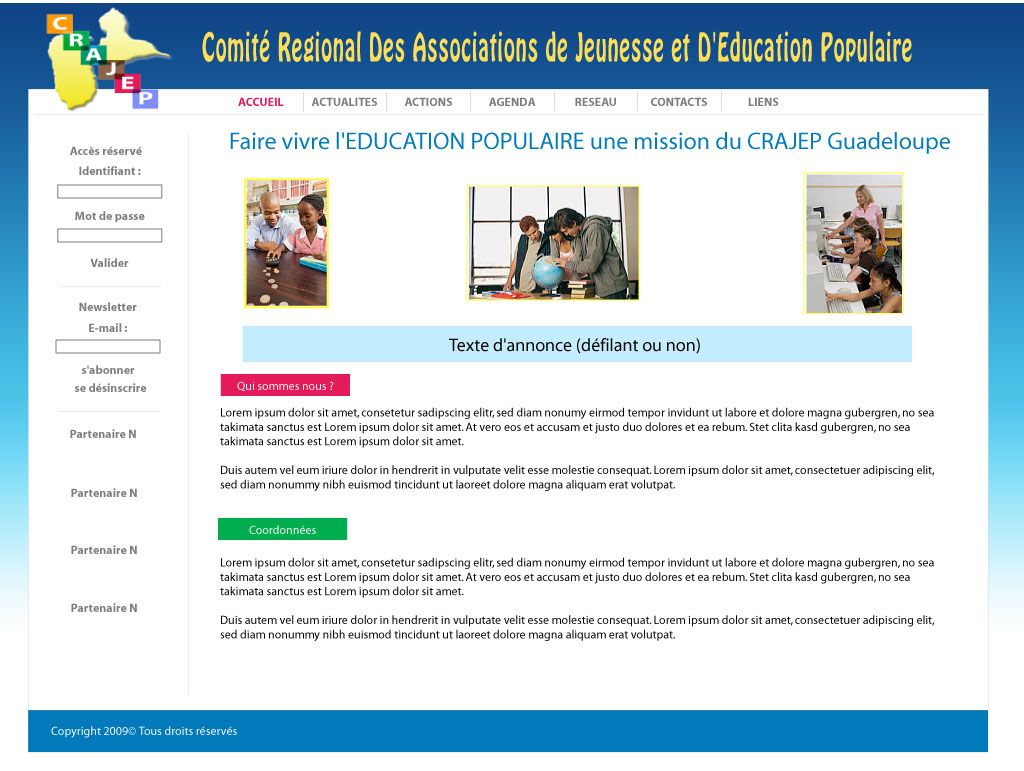 CRAJEP
Comité Regional Des Associations de Jeunesse et D'Education Populaire
ACCUEIL ACTUALITES ACTIONS AGENDA RESEAU CONTACTS LIENS
Accès réservé
Identifiant :
Mot de passe
Valider
Newsletter
E-mail :
s'abonner
se désinscrire
Partenaire N
Partenaire N
Partenaire N
Partenaire N
Faire vivre l'EDUCATION POPULAIRE une mission du CRAJEP Guadeloupe
Texte d'annonce (défilant ou non)
Qui sommes nous ?
Lorem ipsum dolor sit amet, consetetur sadipscing elitr, sed diam nonumy eirmod tempor invidunt ut labore et dolore magna gubergren, no sea
takimata sanctus est Lorem ipsum dolor sit amet. At vero eos et accusam et justo duo dolores et ea rebum. Stet clita kasd gubergren, no sea
takimata sanctus est Lorem ipsum dolor sit amet.
Duis autem vel eum iriure dolor in hendrerit in vulputate velit esse molestie consequat. Lorem ipsum dolor sit amet, consectetuer adipiscing elit,
sed diam nonummy nibh euismod tincidunt ut laoreet dolore magna aliquam erat volutpat.
Coordonnées
Lorem ipsum dolor sit amet, consetetur sadipscing elitr, sed diam nonumy eirmod tempor invidunt ut labore et dolore magna gubergren, no sea
takimata sanctus est Lorem ipsum dolor sit amet. At vero eos et accusam et justo duo dolores et ea rebum. Stet clita kasd gubergren, no sea
takimata sanctus est Lorem ipsum dolor sit amet.
Duis autem vel eum iriure dolor in hendrerit in vulputate velit esse molestie consequat. Lorem ipsum dolor sit amet, consectetuer adipiscing elit,
sed diam nonummy nibh euismod tincidunt ut laoreet dolore magna aliquam erat volutpat.
Copyright 2009© Tous droits réservés